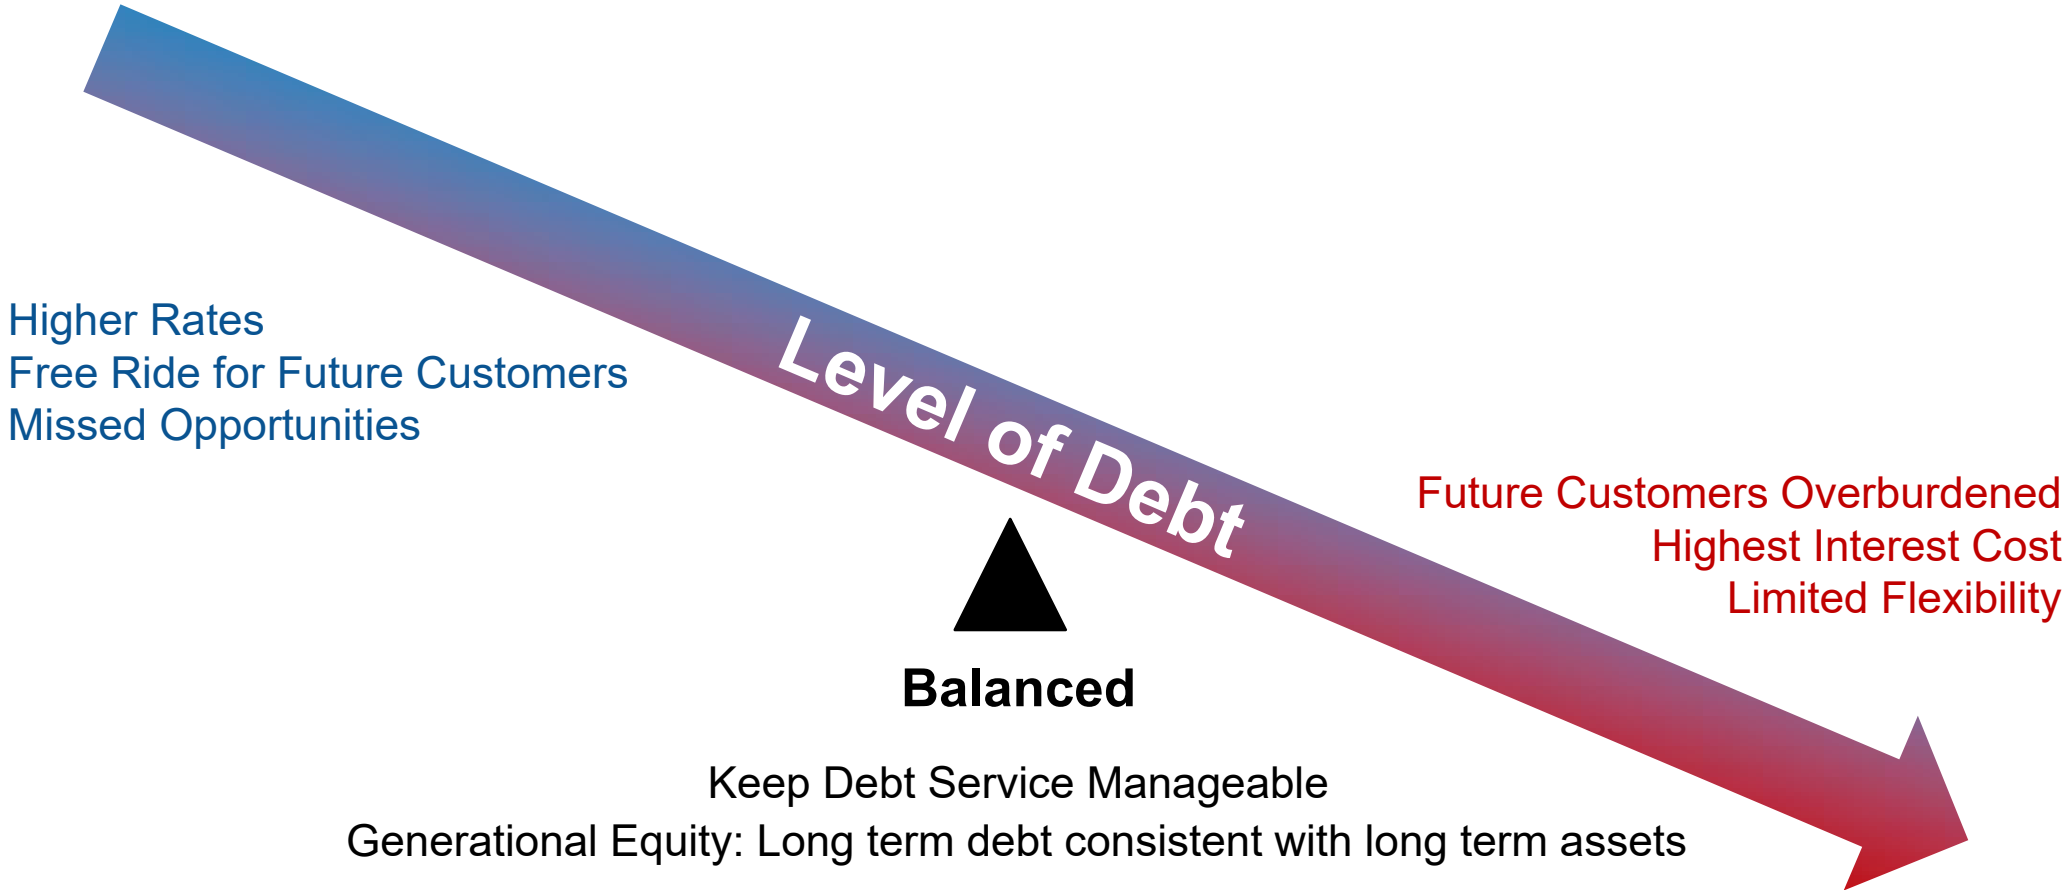 Higher Rates
Free Ride for Future Customers
Missed Opportunities
Level of Debt
Future Customers Overburdened
Highest Interest Cost
Limited Flexibility
Balanced
Keep Debt Service Manageable
Generational Equity: Long term debt consistent with long term assets